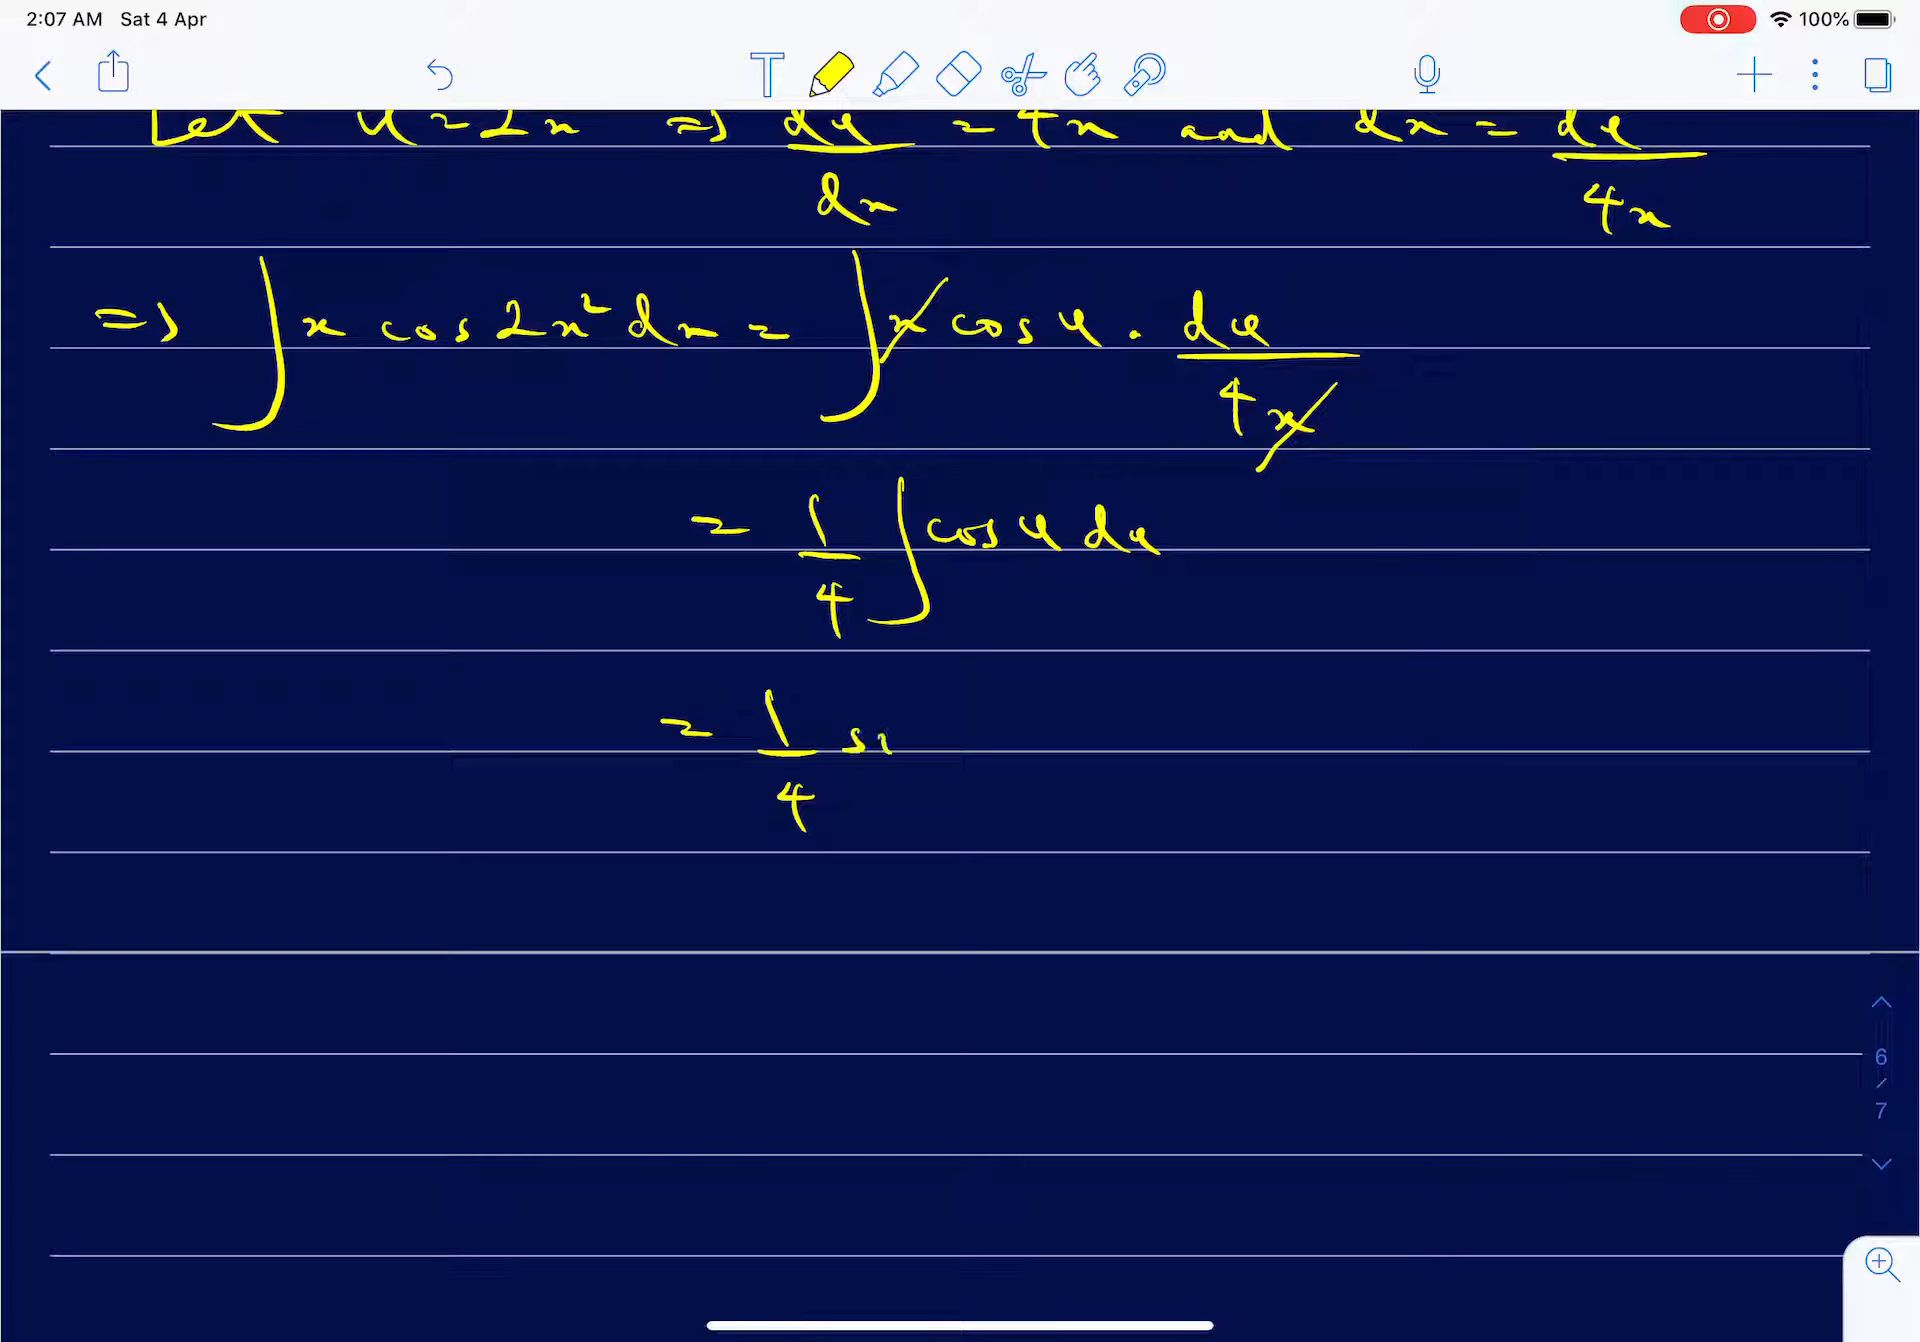 2:07 AM Sat 4 Apr 100%
Let u = 2x => du/dx = 4x and dx = du/4x
=> ∫ x cos 2x² dx = ∫ x cos u . du/4x
= 1/4 ∫ cos u du
= 1/4 si
6
/
7